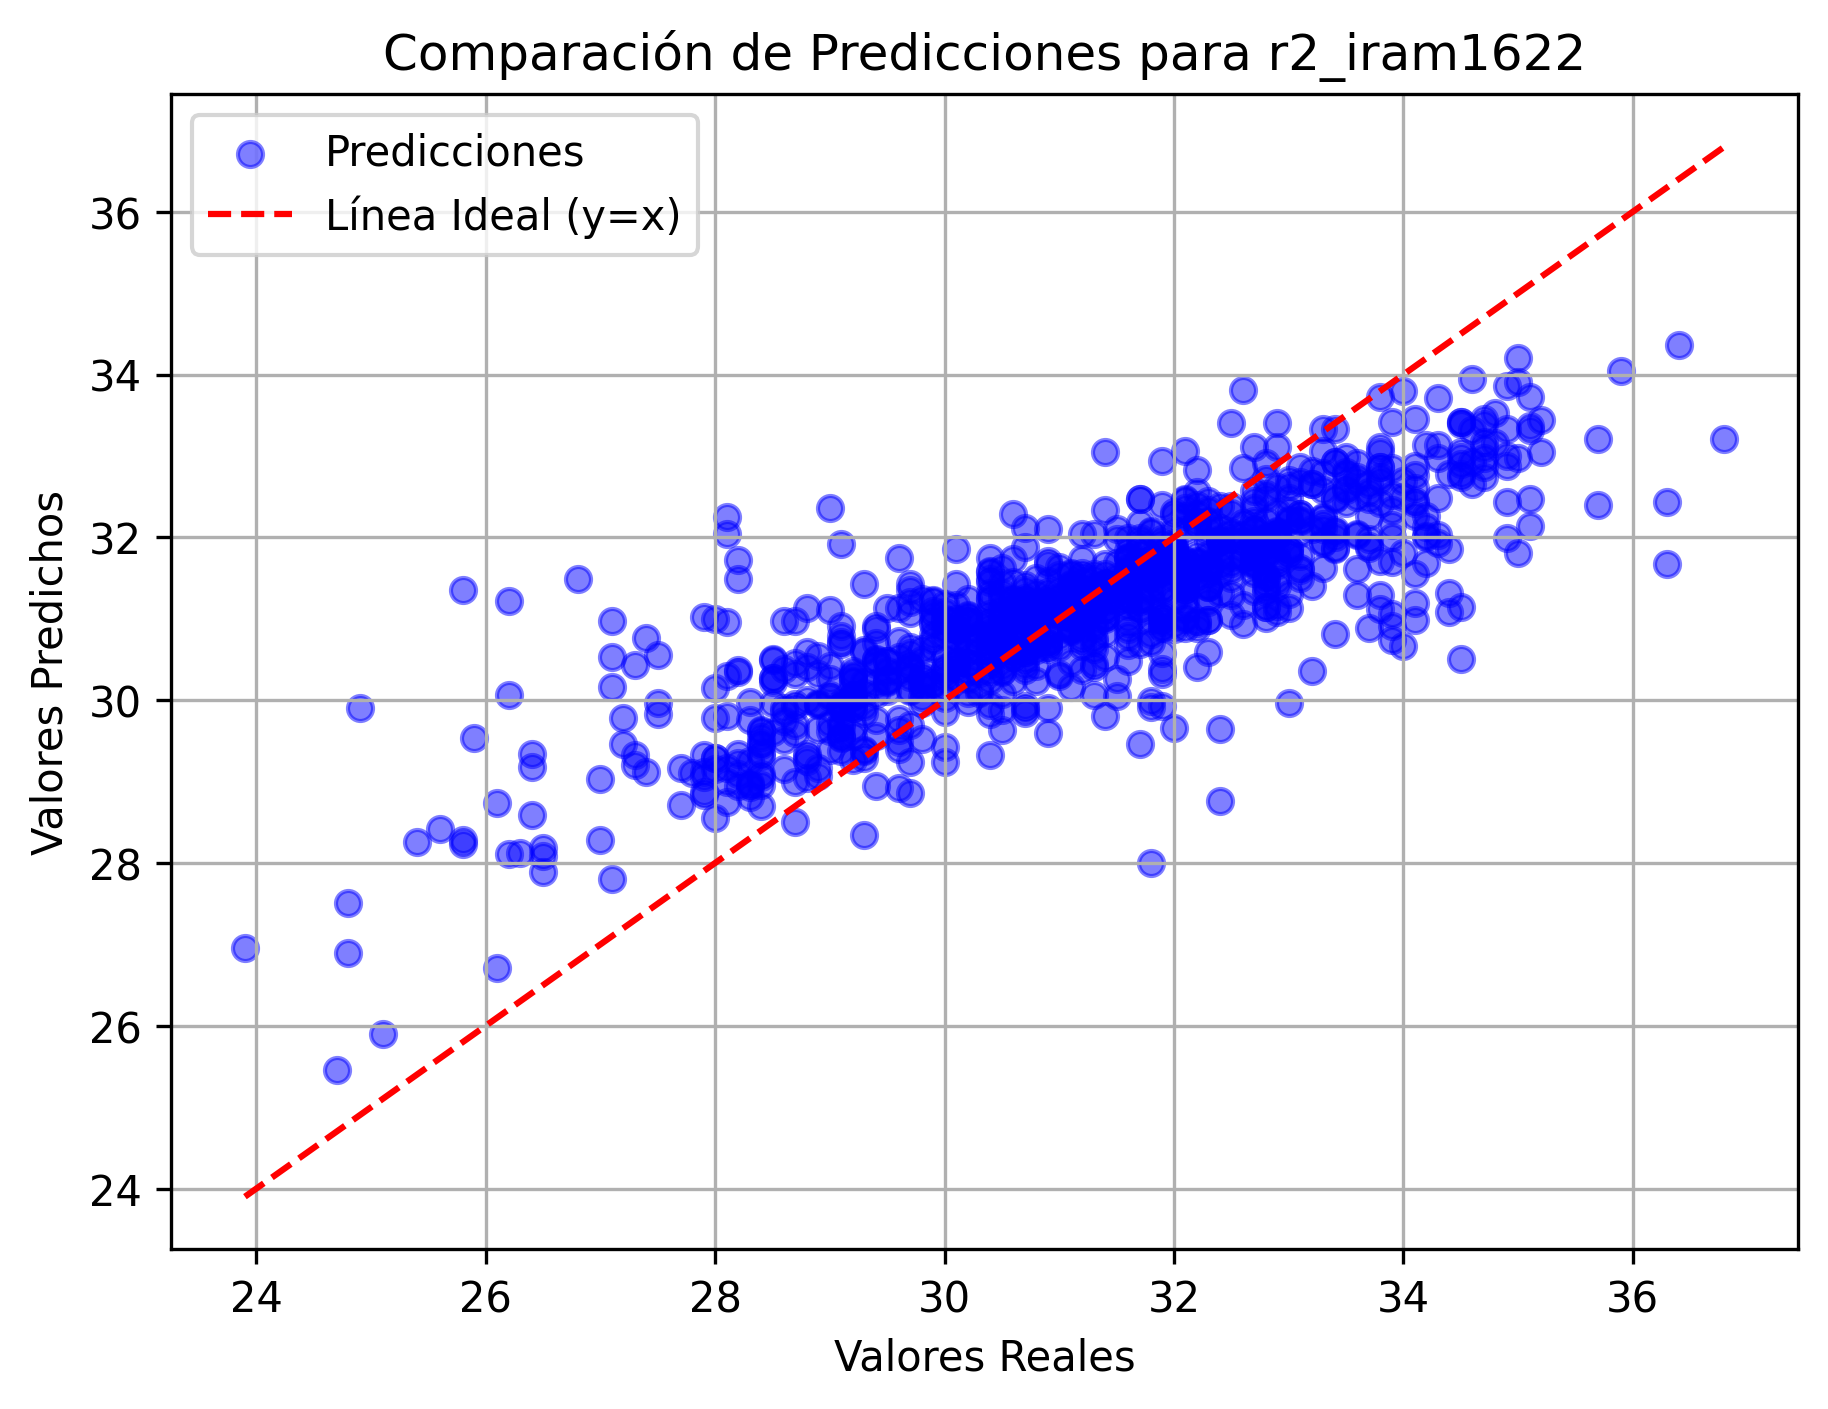 Comparación de Predicciones para r2_iram1622
Predicciones
Línea Ideal (y=x)
Valores Predichos
36
34
32
30
28
26
24
24 26 28 30 32 34 36
Valores Reales